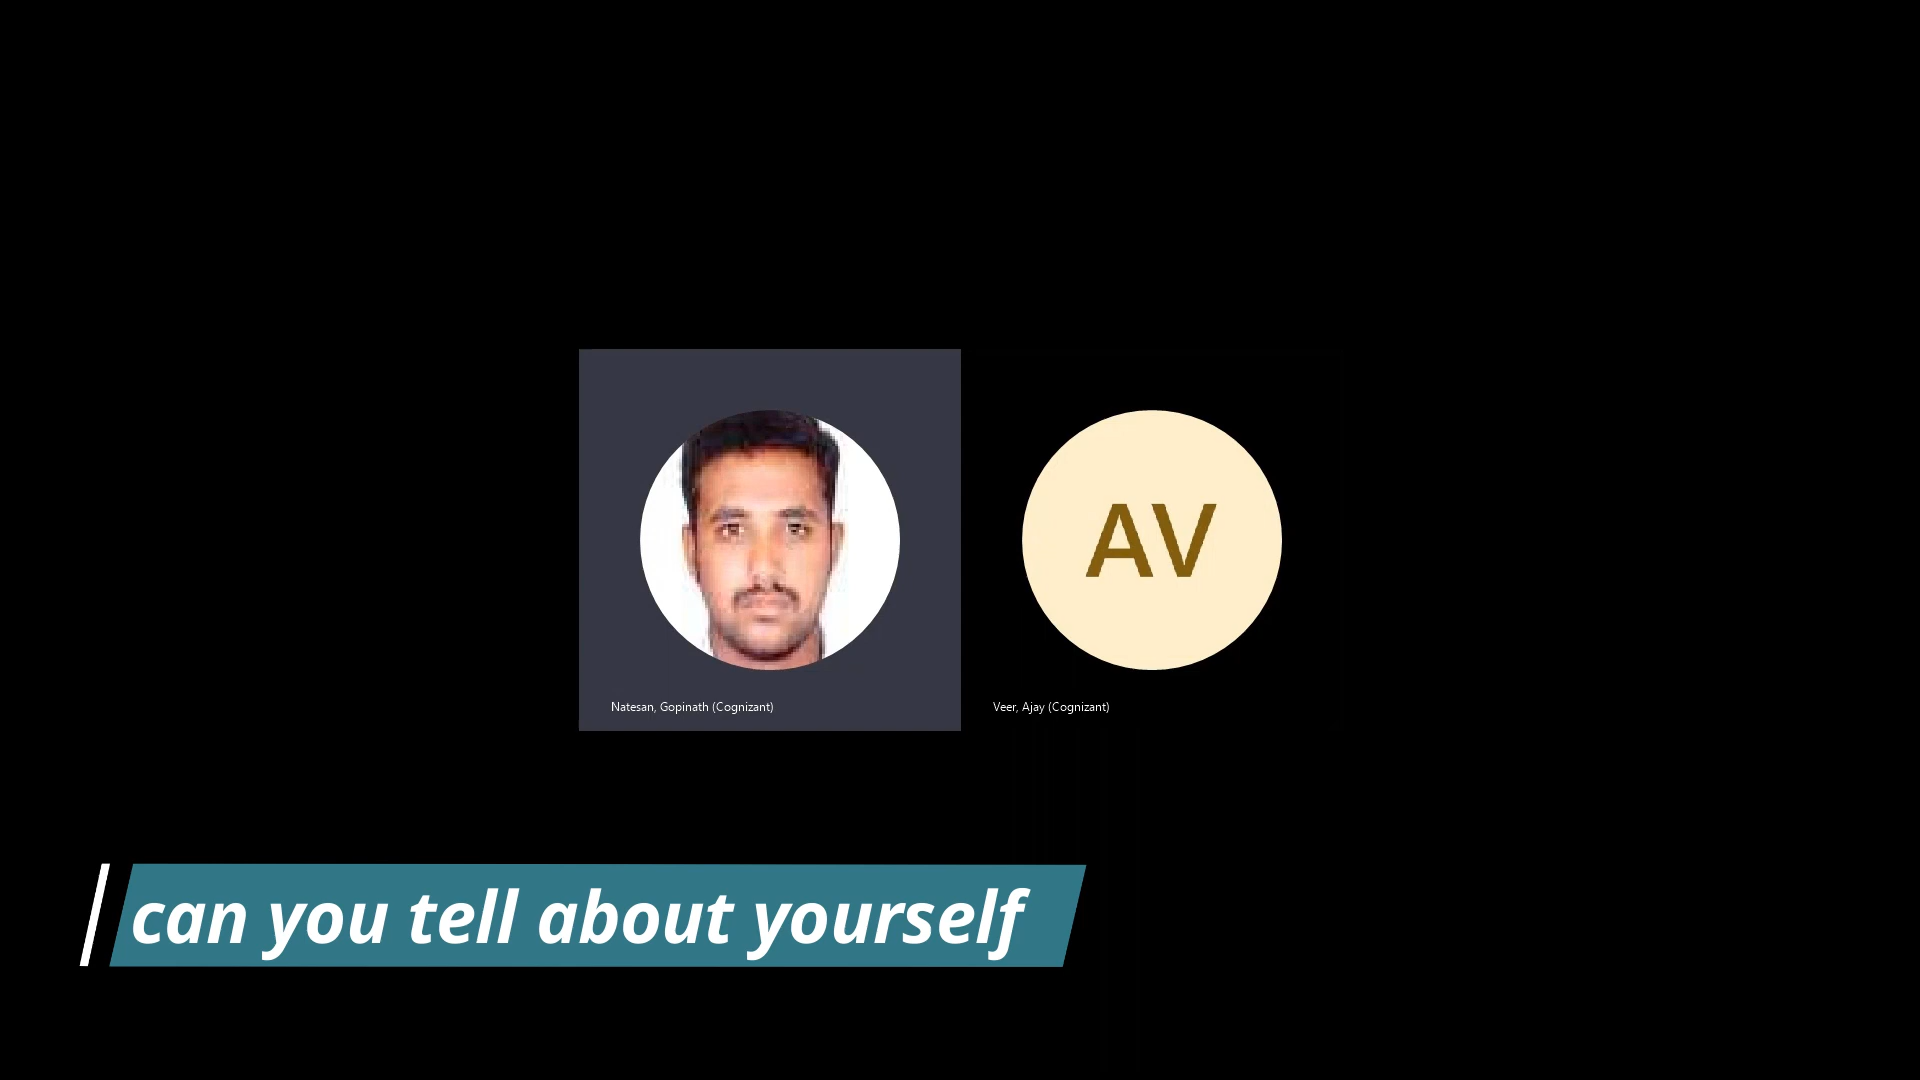 AV
Natesan, Gopinath (Cognizant)
Veer, Ajay (Cognizant)
can you tell about yourself